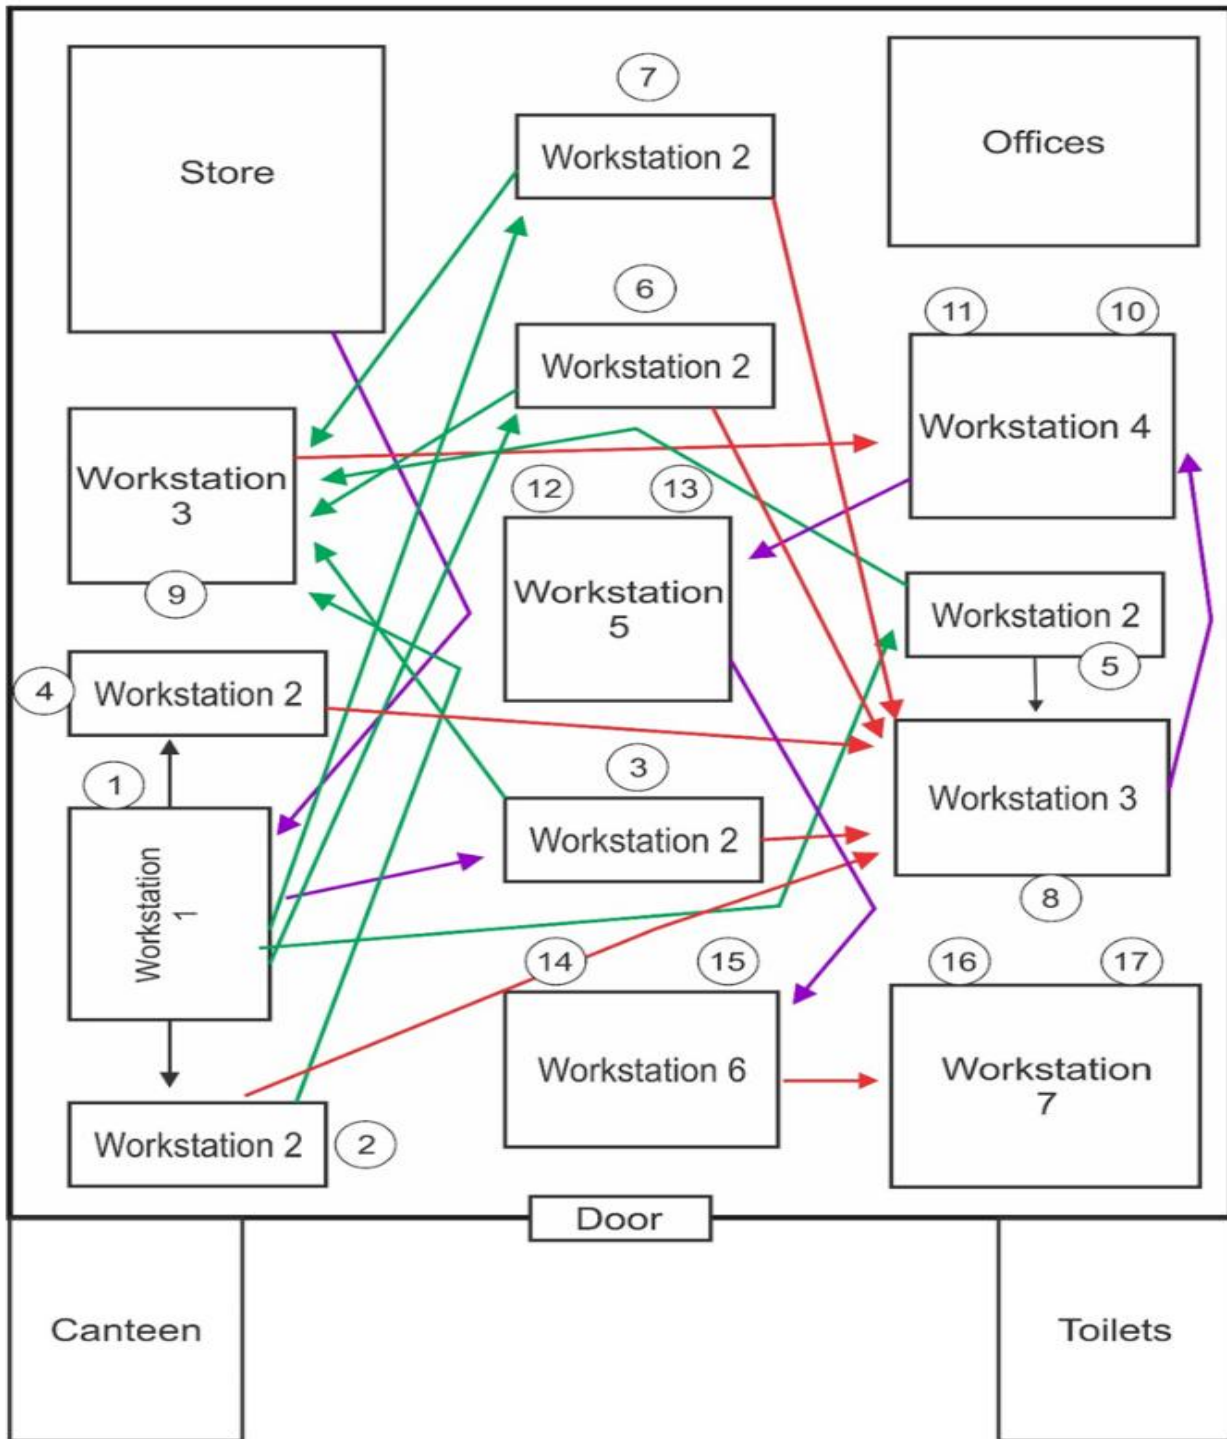 7
Store
Workstation 2
Offices
6
11
10
Workstation 2
Workstation 4
Workstation
3
12
13
9
Workstation
5
Workstation 2
5
4
Workstation 2
1
3
Workstation 3
Workstation 2
8
Workstation
1
14
15
16
17
Workstation 6
Workstation
7
Workstation 2
2
Door
Canteen
Toilets